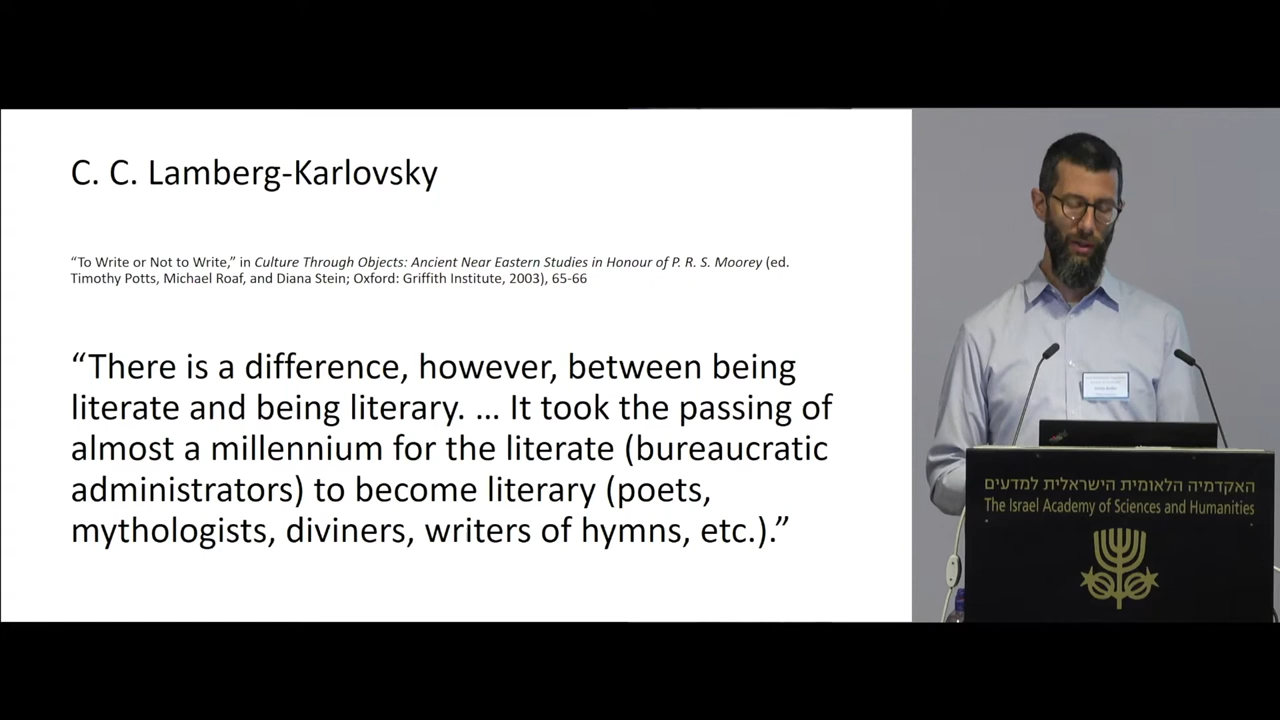 C. C. Lamberg-Karlovsky
“To Write or Not to Write,” in Culture Through Objects: Ancient Near Eastern Studies in Honour of P. R. S. Moorey (ed.
Timothy Potts, Michael Roaf, and Diana Stein; Oxford: Griffith Institute, 2003), 65-66
“There is a difference, however, between being
literate and being literary. … It took the passing of
almost a millennium for the literate (bureaucratic
administrators) to become literary (poets,
mythologists, diviners, writers of hymns, etc.).”
האקדמיה הלאומית הישראלית למדעים
The Israel Academy of Sciences and Humanities